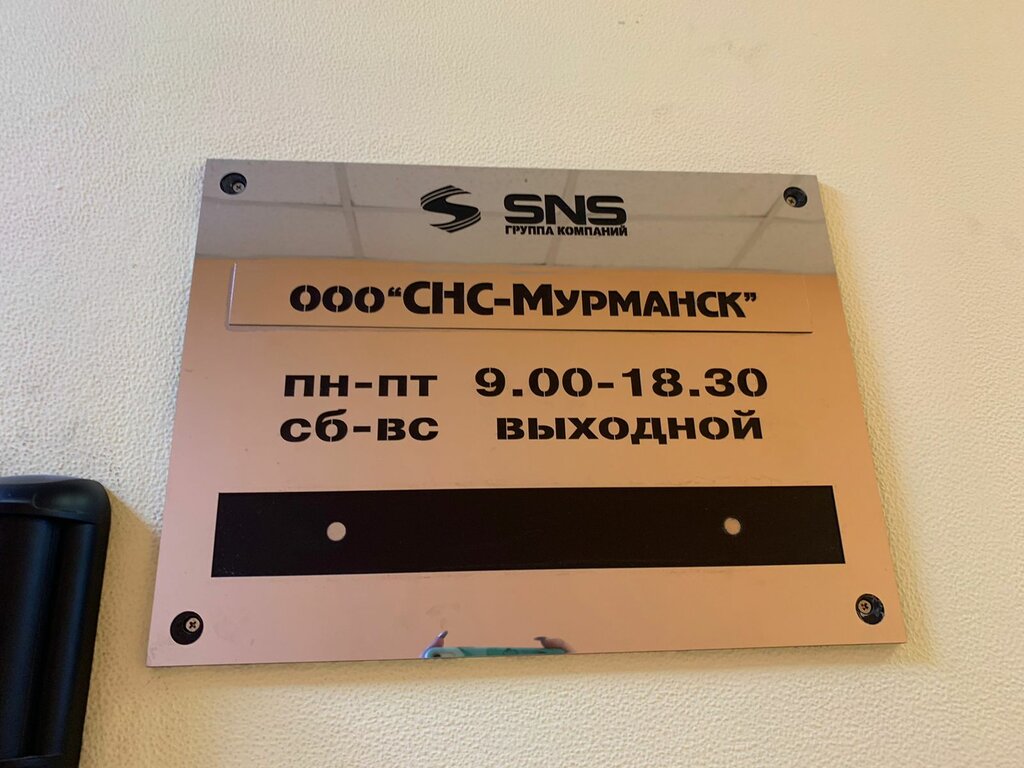 SNS
ГРУППА КОМПАНИЙ
ООО "СНС-МУРМАНСК"
ПН-ПТ 9.00-18.30
СБ-ВС ВЫХОДНОЙ